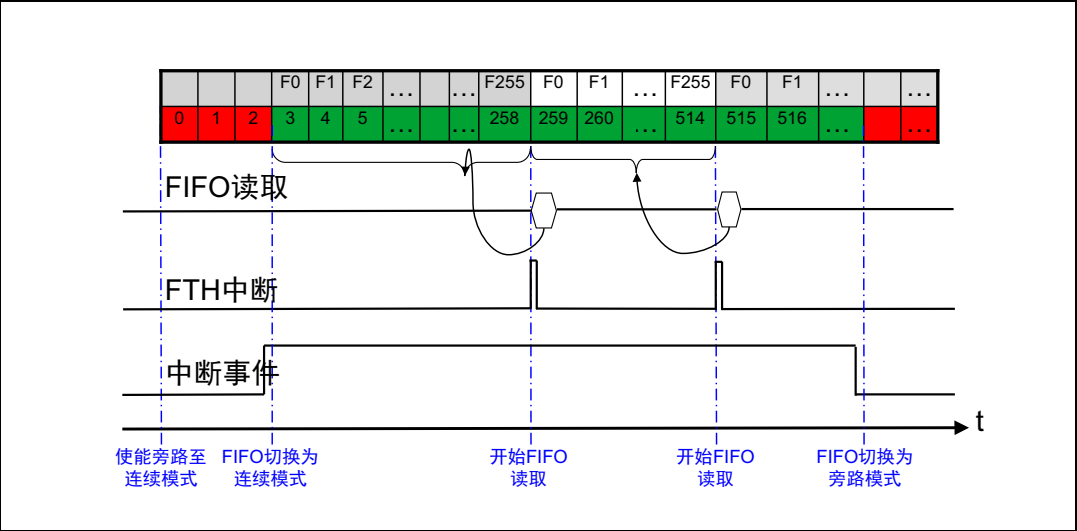 F0 F1 F2 ... ... F255 F0 F1 ... F255 F0 F1 ... ...
0 1 2 3 4 5 ... ... 258 259 260 ... 514 515 516 ... ...
FIFO读取
FTH中断
中断事件
t
使能旁路至
连续模式
FIFO切换为
连续模式
开始FIFO
读取
开始FIFO
读取
FIFO切换为
旁路模式